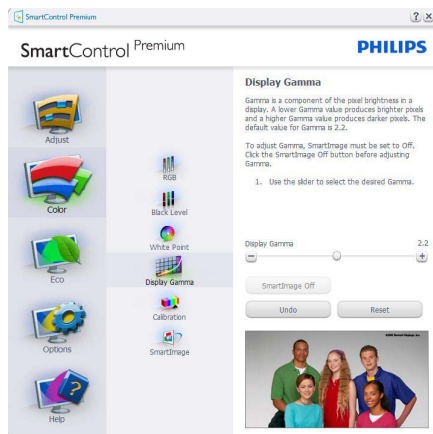 SmartControl Premium
? x
SmartControl Premium
PHILIPS
Adjust
Color
Eco
Options
Help
RGB
Black Level
White Point
Display Gamma
Calibration
SmartImage
Display Gamma
Gamma is a component of the pixel brightness in a
display. A lower Gamma value produces brighter pixels
and a higher Gamma value produces darker pixels. The
default value for Gamma is 2.2.
To adjust Gamma, SmartImage must be set to Off.
Click the SmartImage Off button before adjusting
Gamma.
1. Use the slider to select the desired Gamma.
Display Gamma 2.2
SmartImage Off
Undo Reset